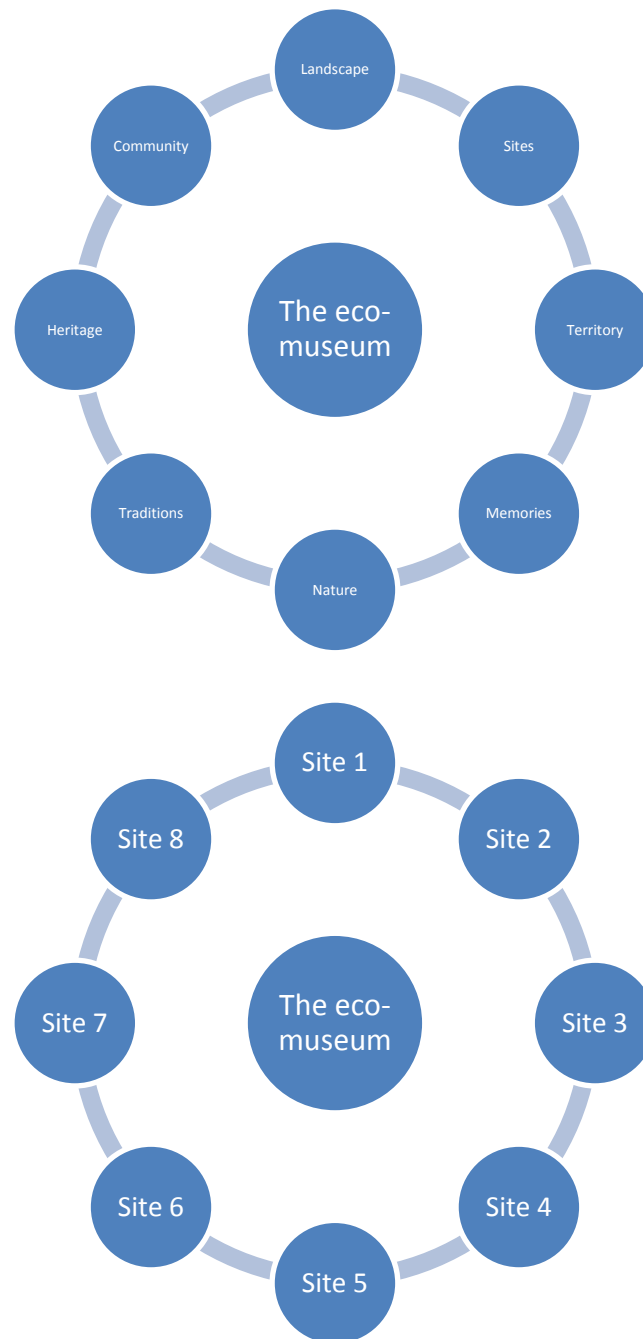 Landscape
Community
Sites
The eco-
museum
Heritage
Territory
Traditions
Memories
Nature
Site 1
Site 8
Site 2
The eco-
museum
Site 7
Site 3
Site 6
Site 4
Site 5